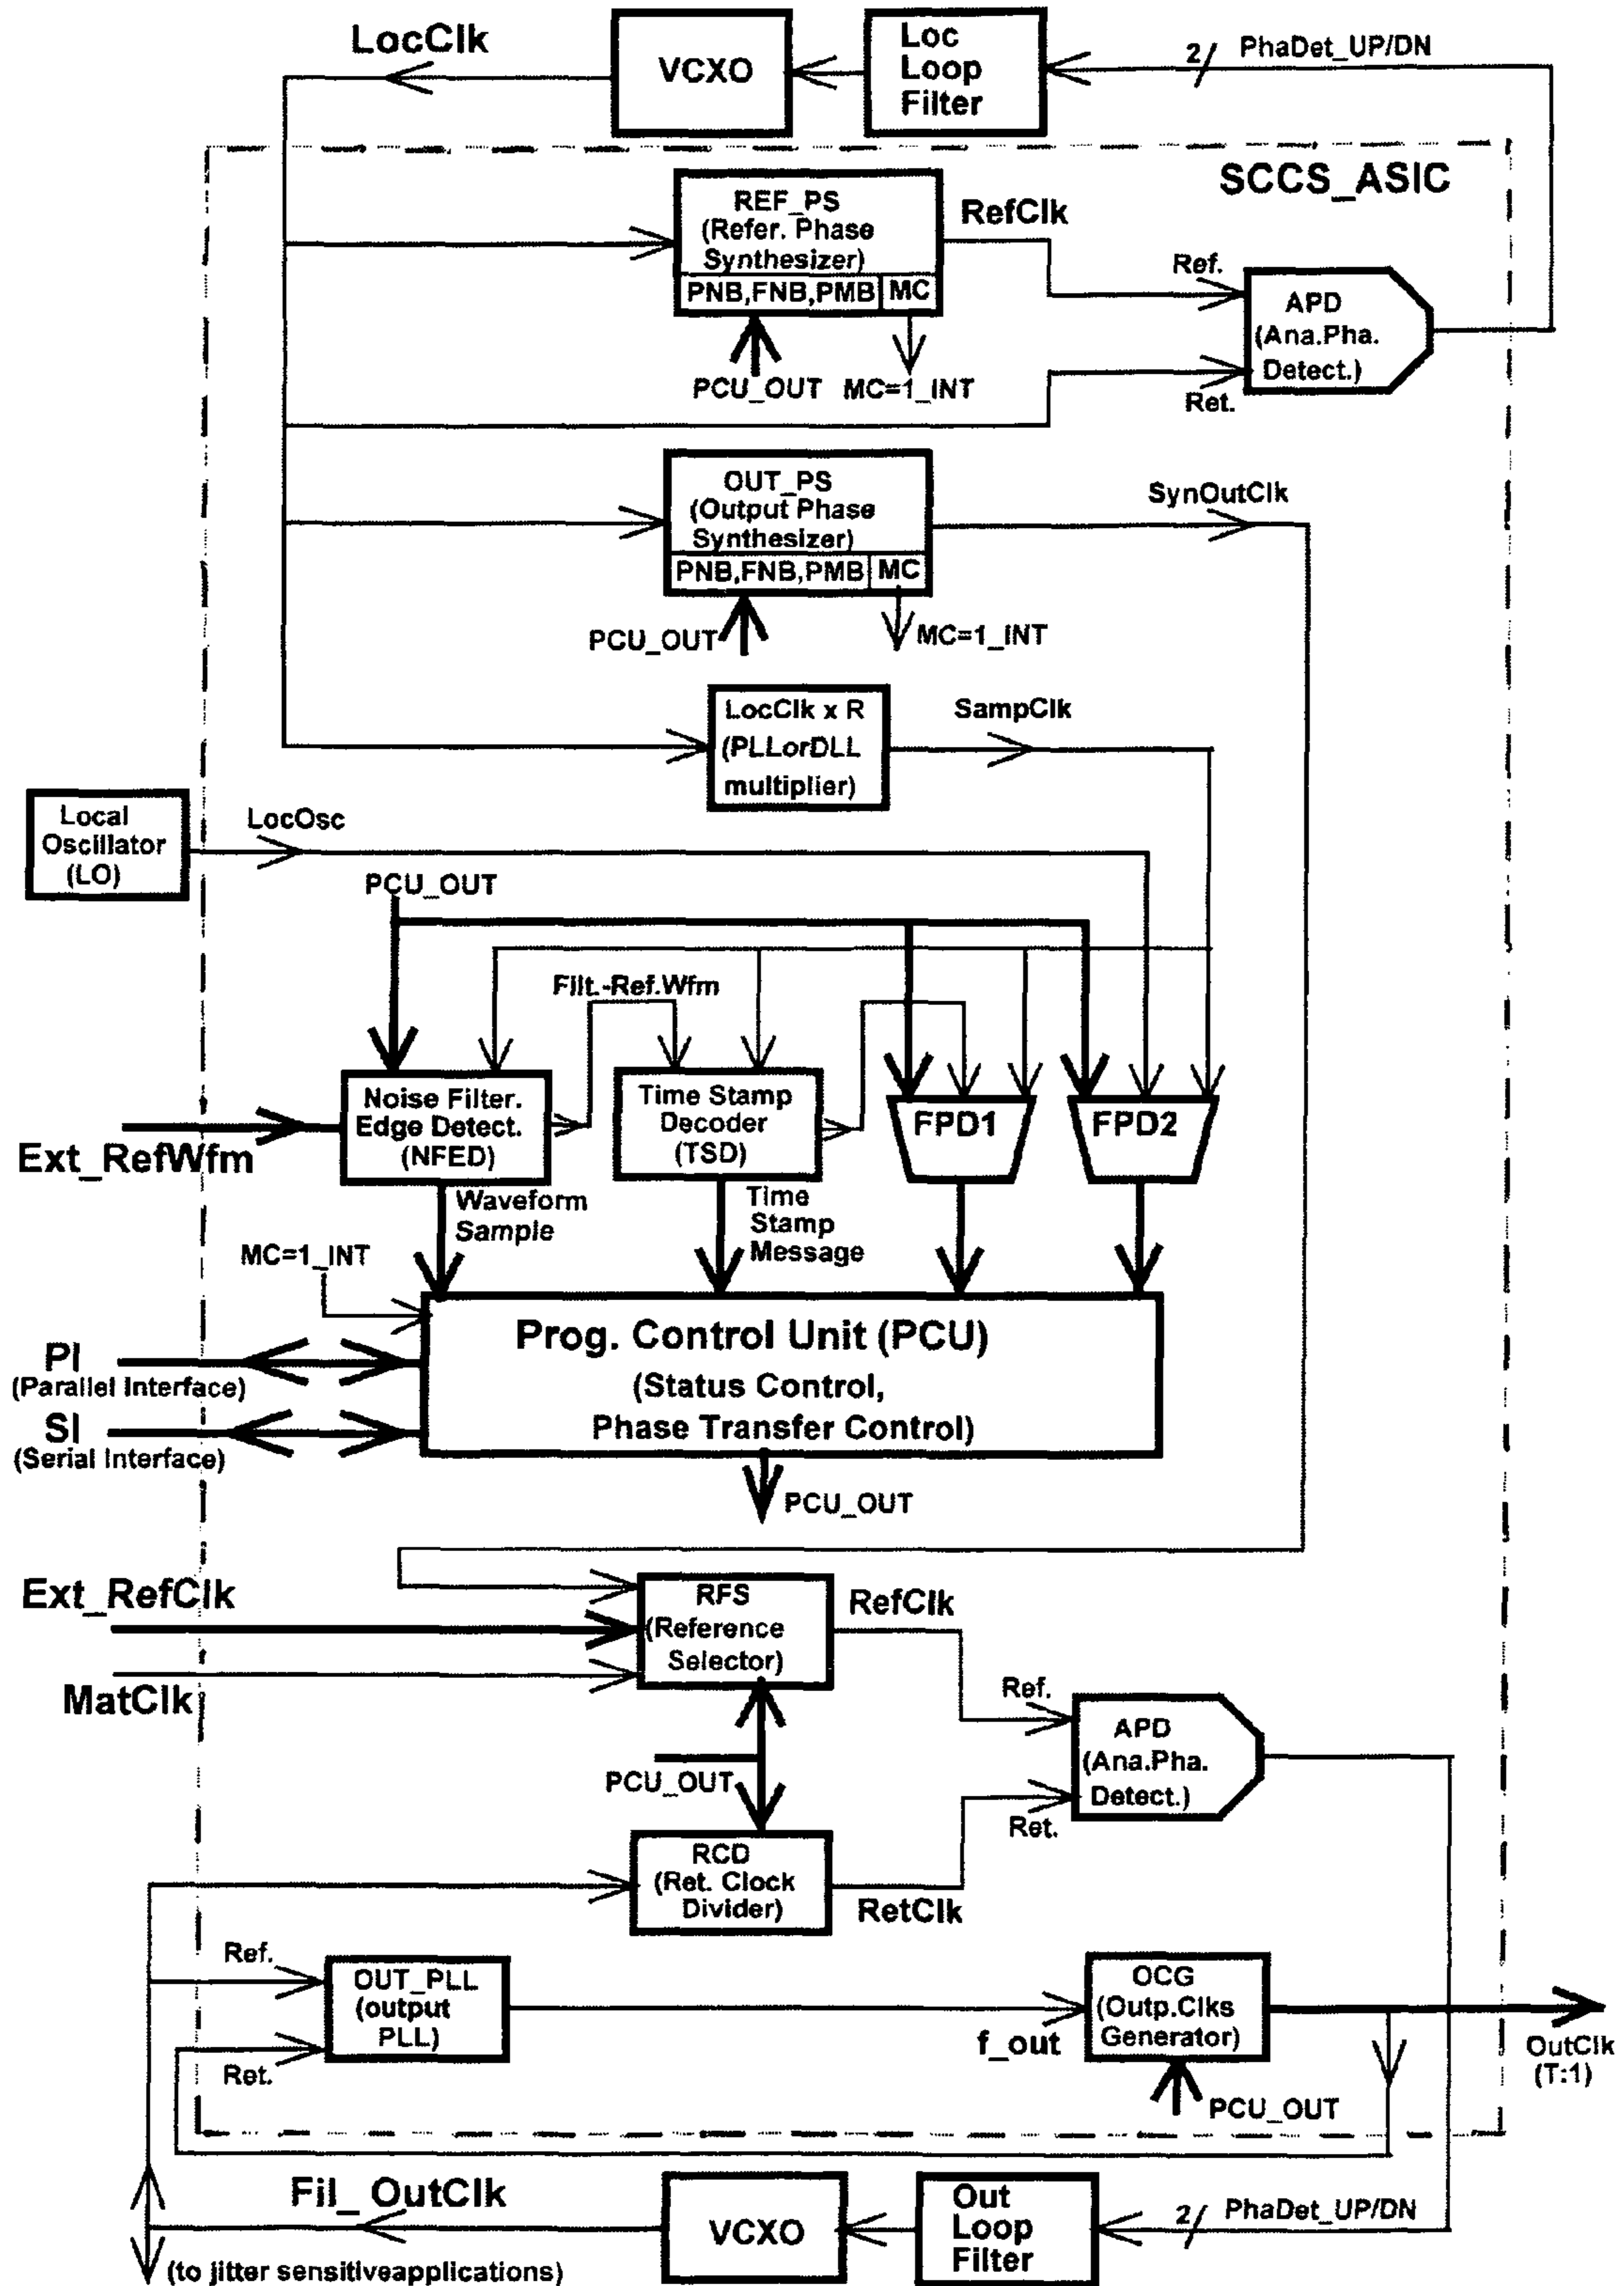 LocClk
VCXO
Loc
Loop
Filter
2/ PhaDet_UP/DN
SCCS_ASIC
REF_PS
(Refer. Phase
Synthesizer)
PNB,FNB,PMB MC
RefClk
PCU_OUT MC=1_INT
Ref.
APD
(Ana.Pha.
Detect.)
Ret.
OUT_PS
(Output Phase
Synthesizer)
PNB,FNB,PMB MC
SynOutClk
PCU_OUT
MC=1_INT
LocClk x R
(PLLorDLL
multiplier)
SampClk
Local
Oscillator
(LO)
LocOsc
PCU_OUT
Filt.-Ref.Wfm
Noise Filter.
Edge Detect.
(NFED)
Time Stamp
Decoder
(TSD)
FPD1
FPD2
Ext_RefWfm
Waveform
Sample
Time
Stamp
Message
MC=1_INT
Prog. Control Unit (PCU)
(Status Control,
Phase Transfer Control)
PI
(Parallel Interface)
SI
(Serial Interface)
PCU_OUT
Ext_RefClk
MatClk
RFS
(Reference
Selector)
RefClk
PCU_OUT
Ref.
APD
(Ana.Pha.
Detect.)
Ret.
RCD
(Ret. Clock
Divider)
RetClk
Ref.
OUT_PLL
(output
PLL)
Ret.
f_out
OCG
(Outp.Clks
Generator)
PCU_OUT
OutClk
(T:1)
Fil_ OutClk
(to jitter sensitiveapplications)
VCXO
Out
Loop
Filter
2/ PhaDet_UP/DN